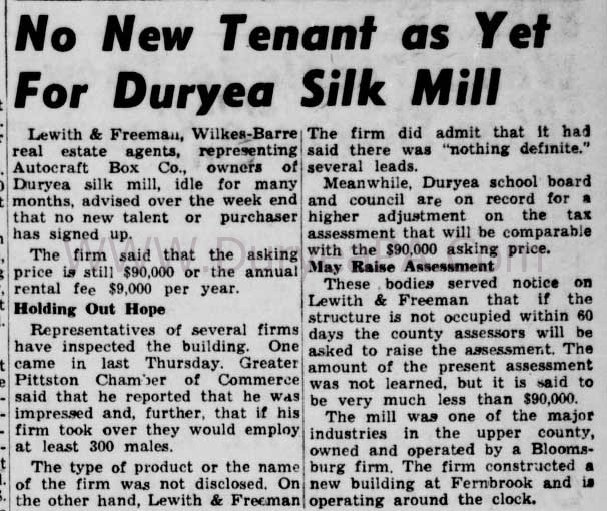 No New Tenant as Yet
For Duryea Silk Mill
Lewith & Freeman, Wilkes-Barre
real estate agents, representing
Autocraft Box Co., owners of
Duryea silk mill, idle for many
months, advised over the week end
that no new talent or purchaser
has signed up.
The firm said that the asking
price is still $90,000 or the annual
rental fee $9,000 per year.
Holding Out Hope
Representatives of several firms
have inspected the building. One
came in last Thursday. Greater
Pittston Chamber of Commerce
said that he reported that he was
impressed and, further, that if his
firm took over they would employ
at least 300 males.
The type of product or the name
of the firm was not disclosed. On
the other hand, Lewith & Freeman
The firm did admit that it had
said there was "nothing definite."
several leads.
Meanwhile, Duryea school board
and council are on record for a
higher adjustment on the tax
assessment that will be comparable
with the $90,000 asking price.
May Raise Assessment
These bodies served notice on
Lewith & Freeman that if the
structure is not occupied within 60
days the county assessors will be
asked to raise the assessment. The
amount of the present assessment
was not learned, but it is said to
be very much less than $90,000.
The mill was one of the major
industries in the upper county,
owned and operated by a Blooms-
burg firm. The firm constructed a
new building at Fernbrook and is
operating around the clock.
www.DuryeaPA.com